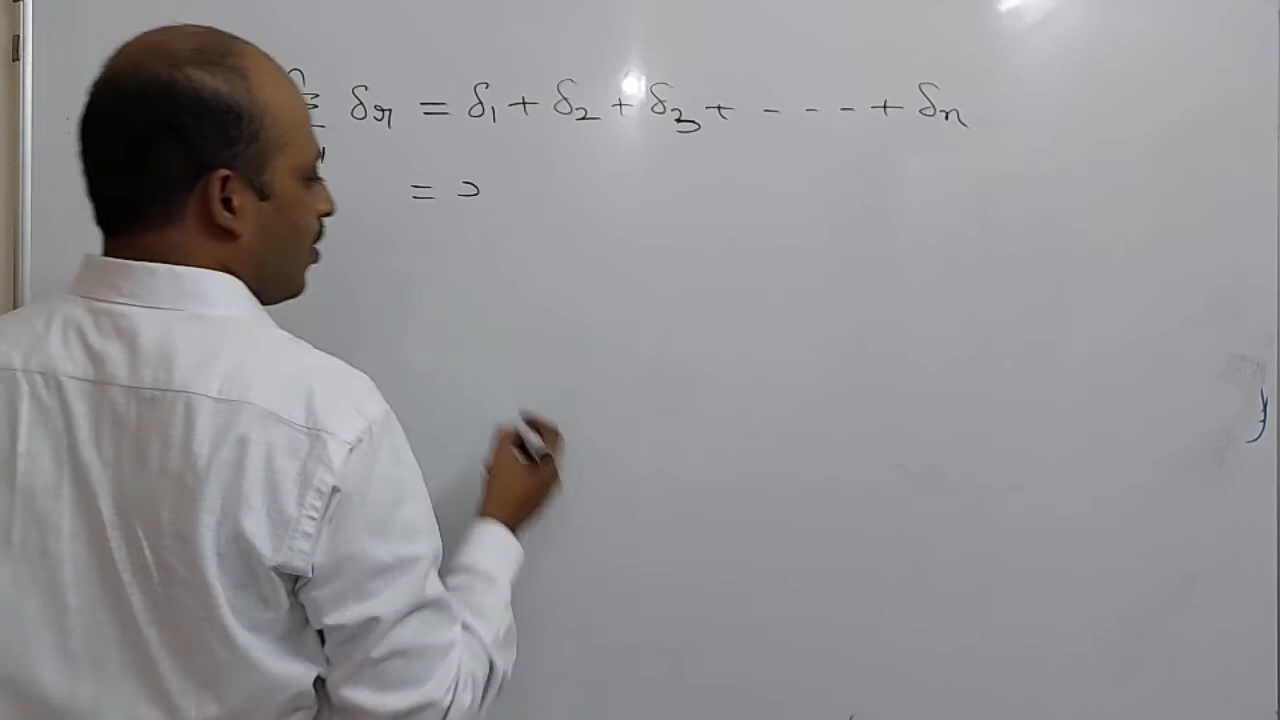 δr = δ1 + δ2 + δ3 + - - - + δn
=